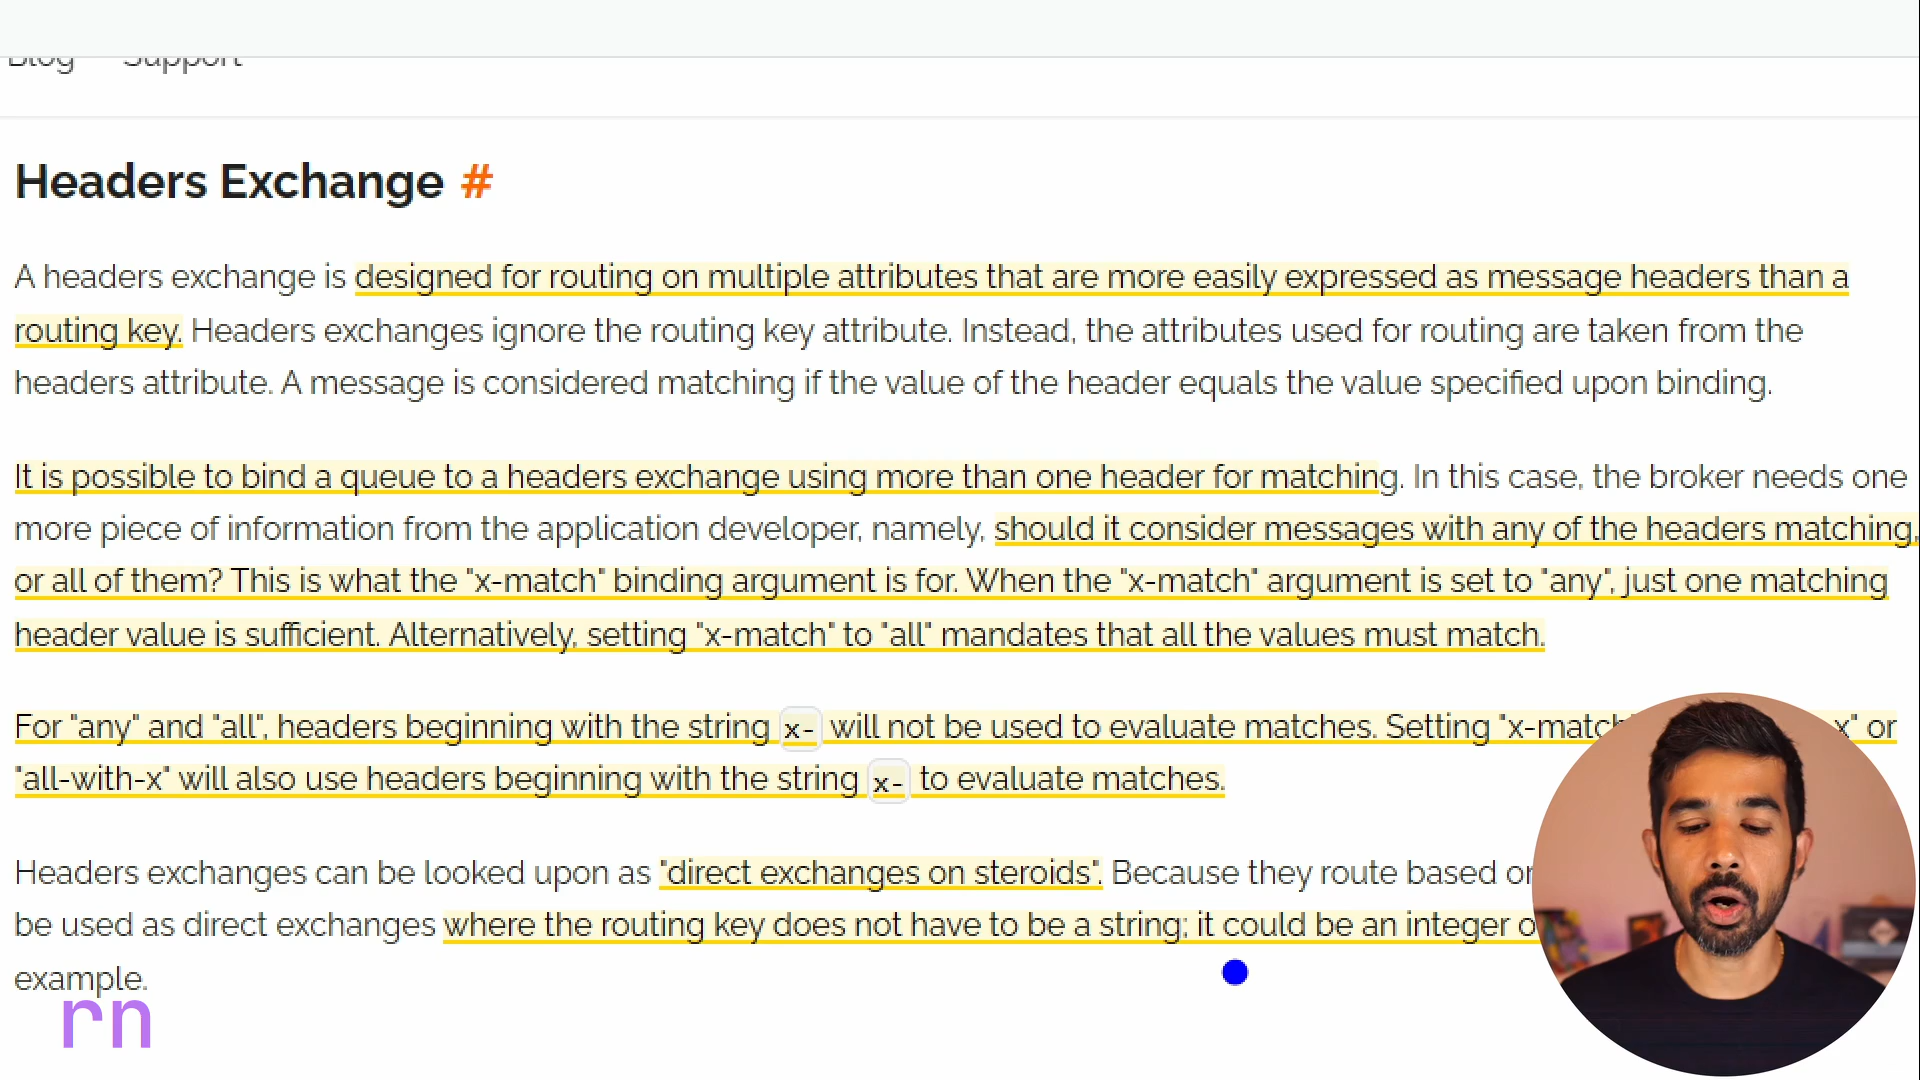 Blog Support
Headers Exchange #
A headers exchange is designed for routing on multiple attributes that are more easily expressed as message headers than a
routing key. Headers exchanges ignore the routing key attribute. Instead, the attributes used for routing are taken from the
headers attribute. A message is considered matching if the value of the header equals the value specified upon binding.
It is possible to bind a queue to a headers exchange using more than one header for matching. In this case, the broker needs one
more piece of information from the application developer, namely, should it consider messages with any of the headers matching,
or all of them? This is what the "x-match" binding argument is for. When the "x-match" argument is set to "any", just one matching
header value is sufficient. Alternatively, setting "x-match" to "all" mandates that all the values must match.
For "any" and "all", headers beginning with the string x- will not be used to evaluate matches. Setting "x-match x" or
"all-with-x" will also use headers beginning with the string x- to evaluate matches.
Headers exchanges can be looked upon as "direct exchanges on steroids". Because they route based
be used as direct exchanges where the routing key does not have to be a string; it could be an integer
example.
rn